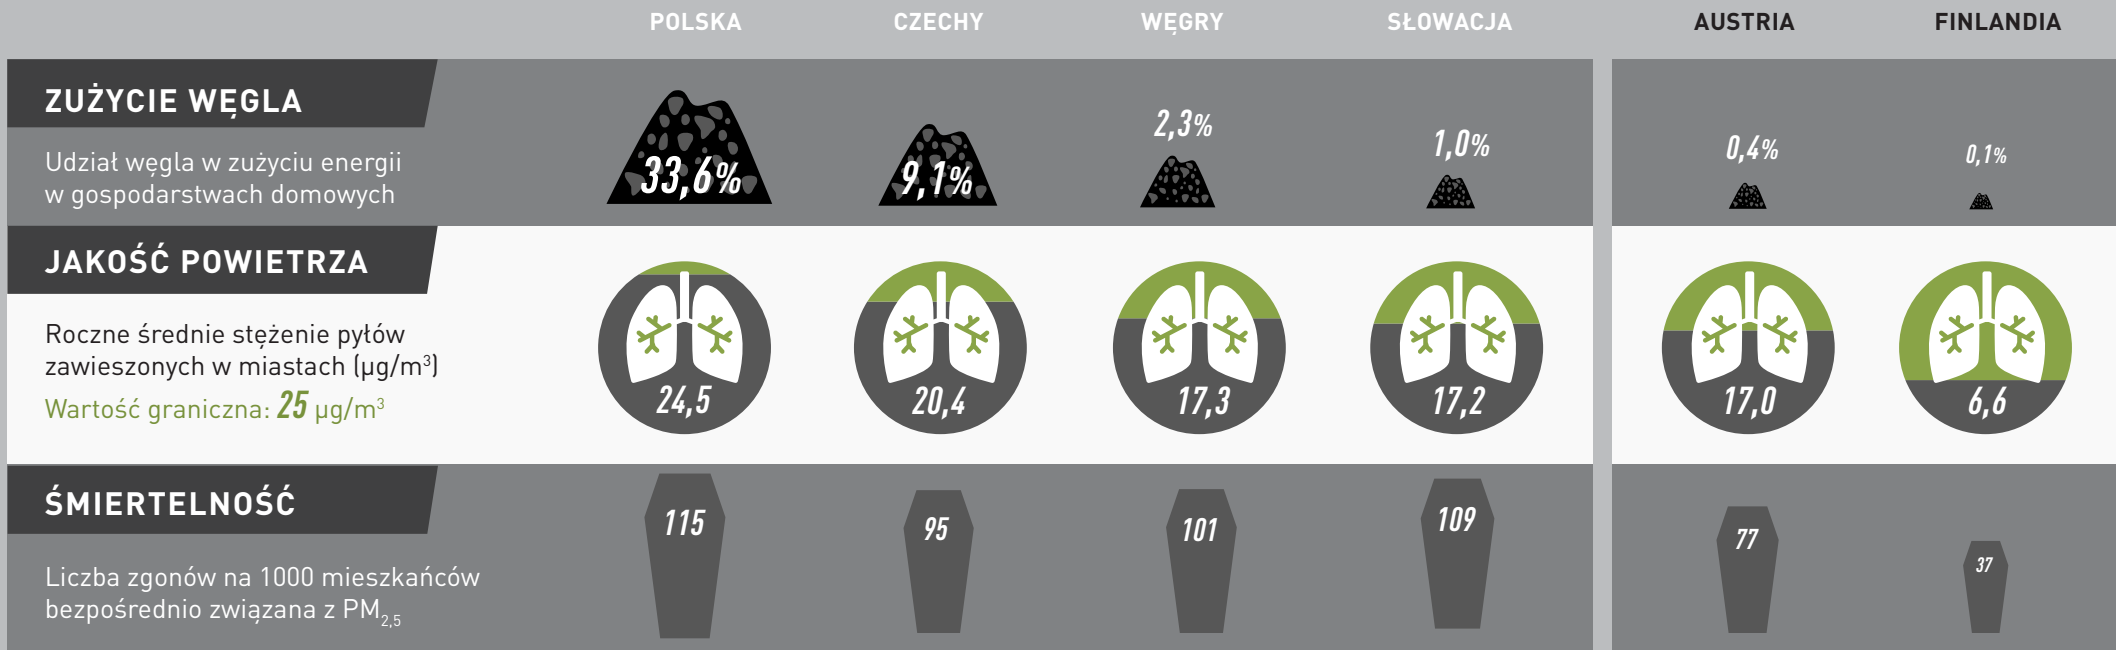 POLSKA CZECHY WĘGRY SŁOWACJA AUSTRIA FINLANDIA
ZUŻYCIE WĘGLA
Udział węgla w zużyciu energii
w gospodarstwach domowych
33,6% 9,1% 2,3% 1,0% 0,4% 0,1%
JAKOŚĆ POWIETRZA
Roczne średnie stężenie pyłów
zawieszonych w miastach (µg/m³)
Wartość graniczna: 25 µg/m³
24,5 20,4 17,3 17,2 17,0 6,6
ŚMIERTELNOŚĆ
Liczba zgonów na 1000 mieszkańców
bezpośrednio związana z PM2,5
115 95 101 109 77 37